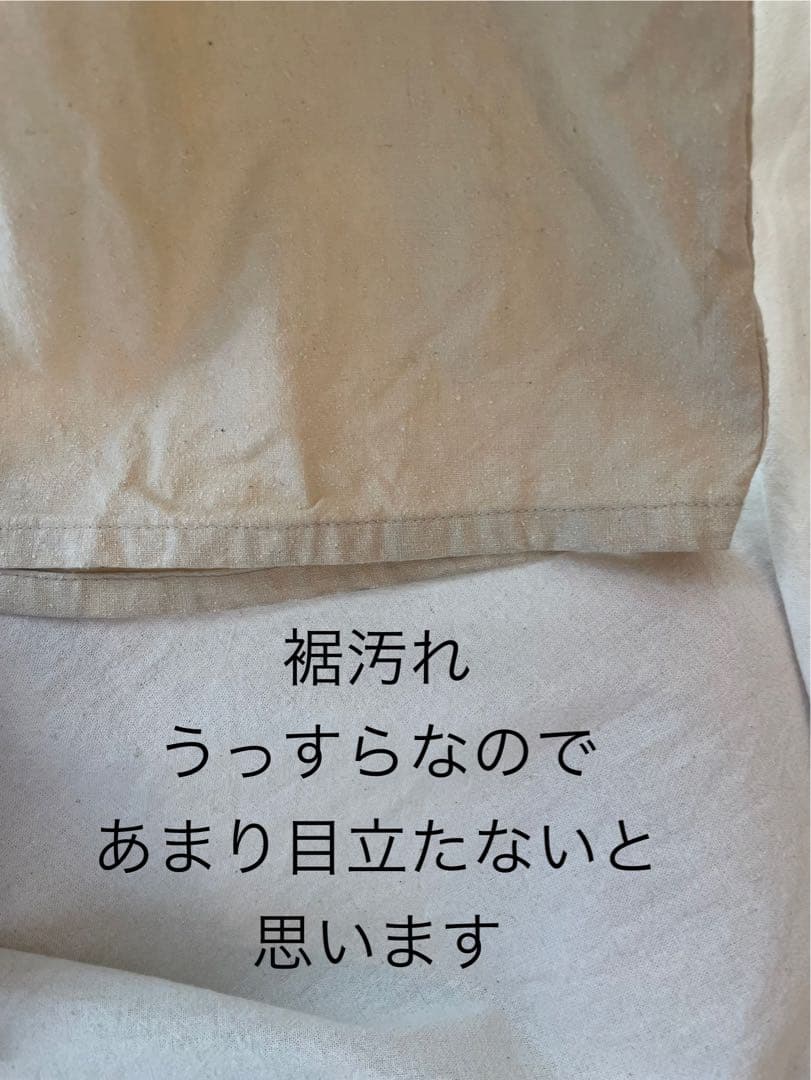 裾汚れ
うっすらなので
あまり目立たないと
思います